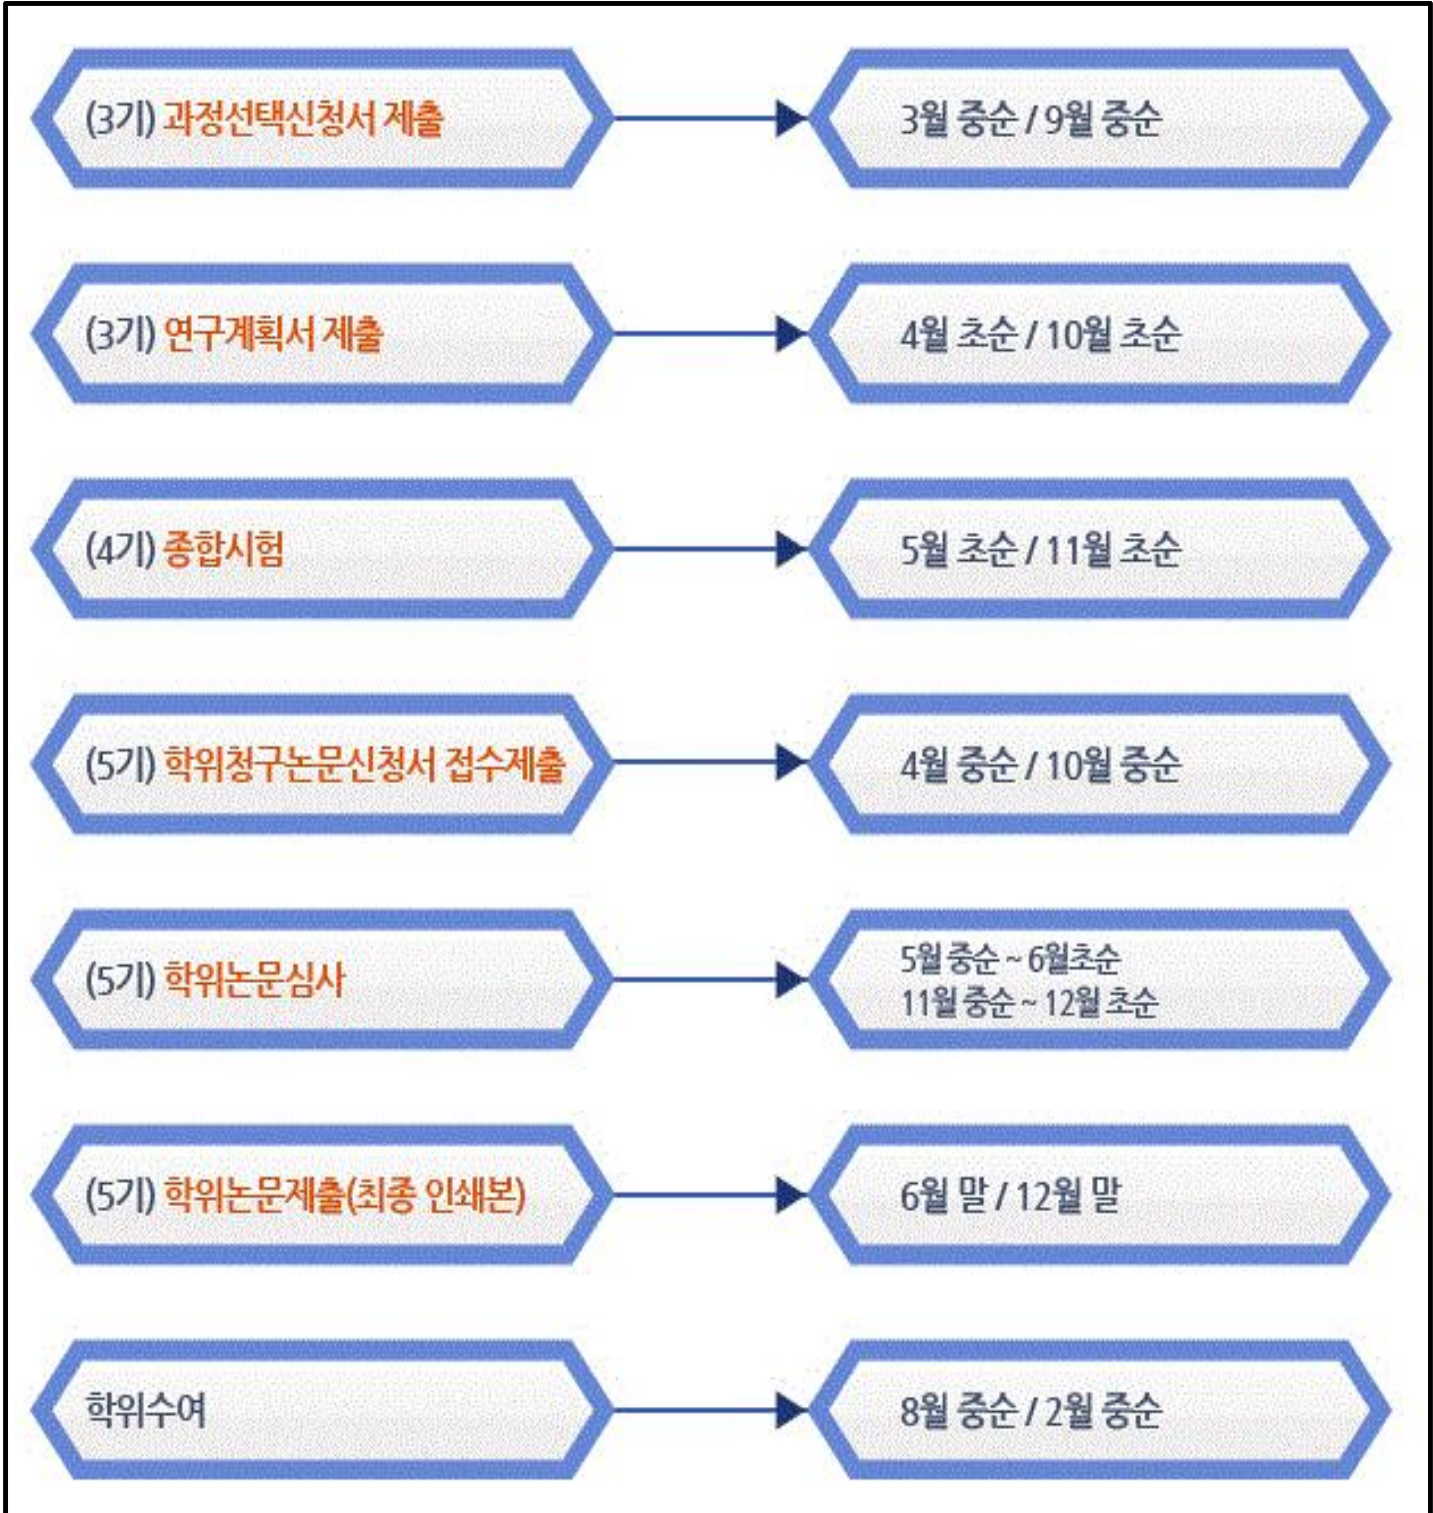 (3기) 과정선택신청서 제출
3월 중순 / 9월 중순
(3기) 연구계획서 제출
4월 초순 / 10월 초순
(4기) 종합시험
5월 초순 / 11월 초순
(5기) 학위청구논문신청서 접수제출
4월 중순 / 10월 중순
(5기) 학위논문심사
5월 중순 ~ 6월초순
11월 중순 ~ 12월 초순
(5기) 학위논문제출(최종 인쇄본)
6월 말 / 12월 말
학위수여
8월 중순 / 2월 중순